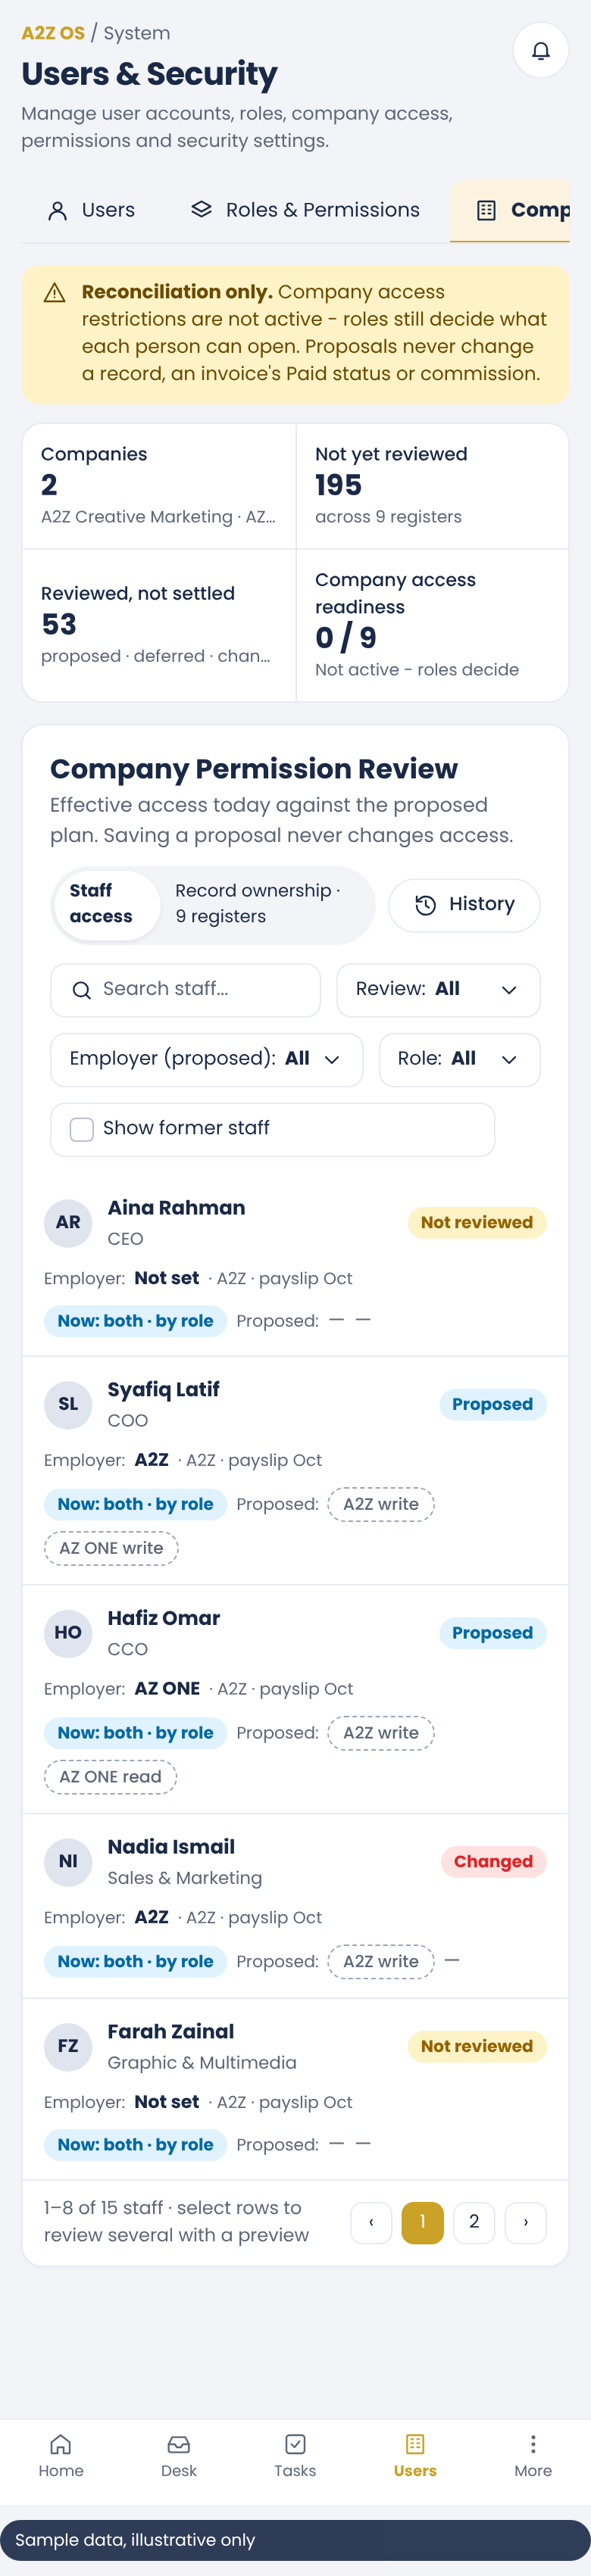 A2Z OS / System
Users & Security
Manage user accounts, roles, company access,
permissions and security settings.
Users
Roles & Permissions
Comp
Reconciliation only. Company access
restrictions are not active - roles still decide what
each person can open. Proposals never change
a record, an invoice's Paid status or commission.
Companies
2
A2Z Creative Marketing · AZ...
Not yet reviewed
195
across 9 registers
Reviewed, not settled
53
proposed · deferred · chan...
Company access
readiness
0 / 9
Not active - roles decide
Company Permission Review
Effective access today against the proposed
plan. Saving a proposal never changes access.
Staff
access
Record ownership ·
9 registers
History
Search staff...
Review: All
Employer (proposed): All
Role: All
Show former staff
AR
Aina Rahman
CEO
Not reviewed
Employer: Not set · A2Z · payslip Oct
Now: both · by role Proposed: — —
SL
Syafiq Latif
COO
Proposed
Employer: A2Z · A2Z · payslip Oct
Now: both · by role Proposed: A2Z write
AZ ONE write
HO
Hafiz Omar
CCO
Proposed
Employer: AZ ONE · A2Z · payslip Oct
Now: both · by role Proposed: A2Z write
AZ ONE read
NI
Nadia Ismail
Sales & Marketing
Changed
Employer: A2Z · A2Z · payslip Oct
Now: both · by role Proposed: A2Z write —
FZ
Farah Zainal
Graphic & Multimedia
Not reviewed
Employer: Not set · A2Z · payslip Oct
Now: both · by role Proposed: — —
1–8 of 15 staff · select rows to
review several with a preview
‹ 1 2 ›
Home
Desk
Tasks
Users
More
Sample data, illustrative only